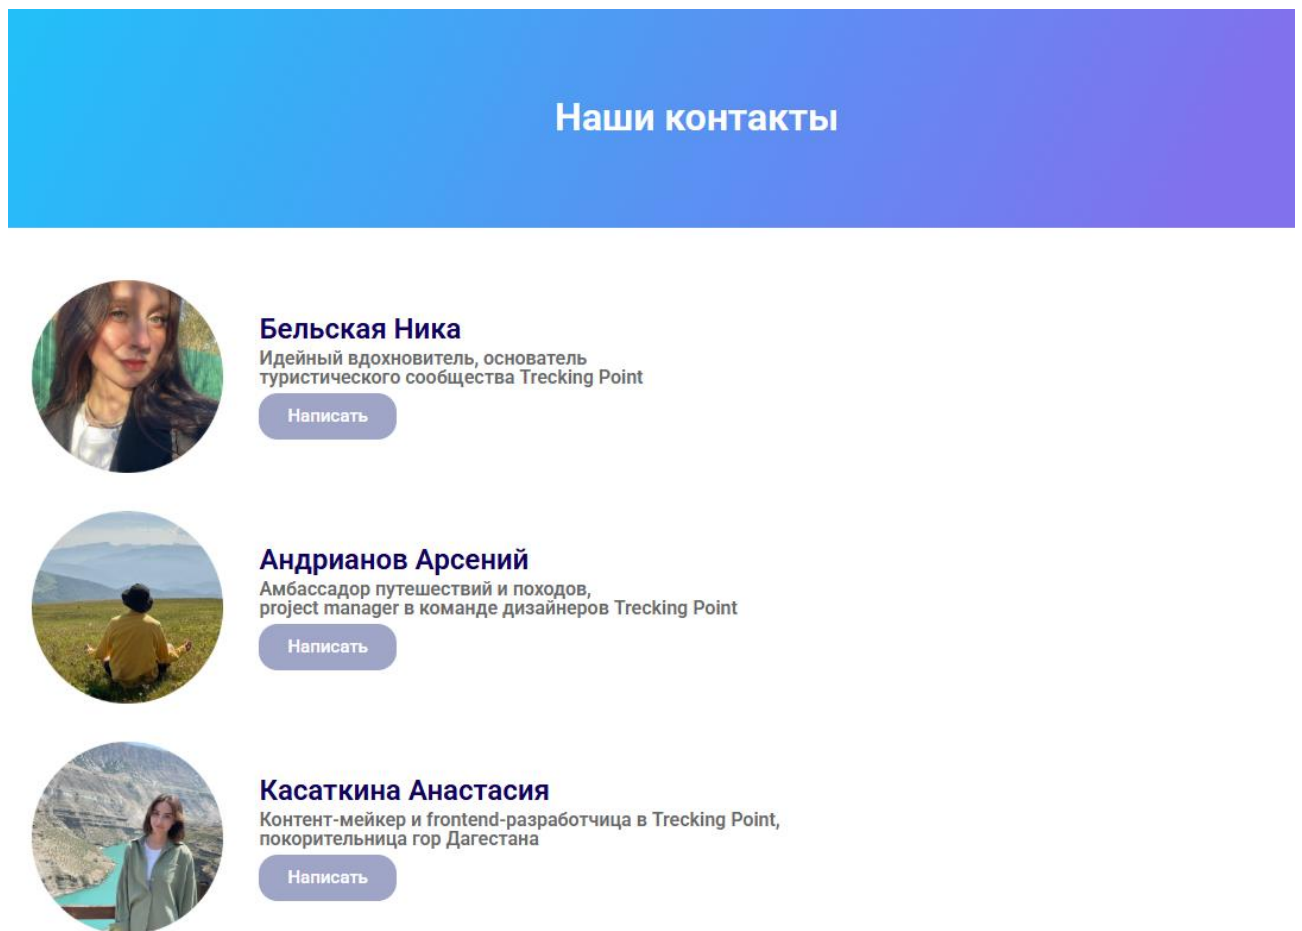 Наши контакты
Бельская Ника
Идейный вдохновитель, основатель
туристического сообщества Trecking Point
Написать
Андрианов Арсений
Амбассадор путешествий и походов,
project manager в команде дизайнеров Trecking Point
Написать
Касаткина Анастасия
Контент-мейкер и frontend-разработчица в Trecking Point,
покорительница гор Дагестана
Написать